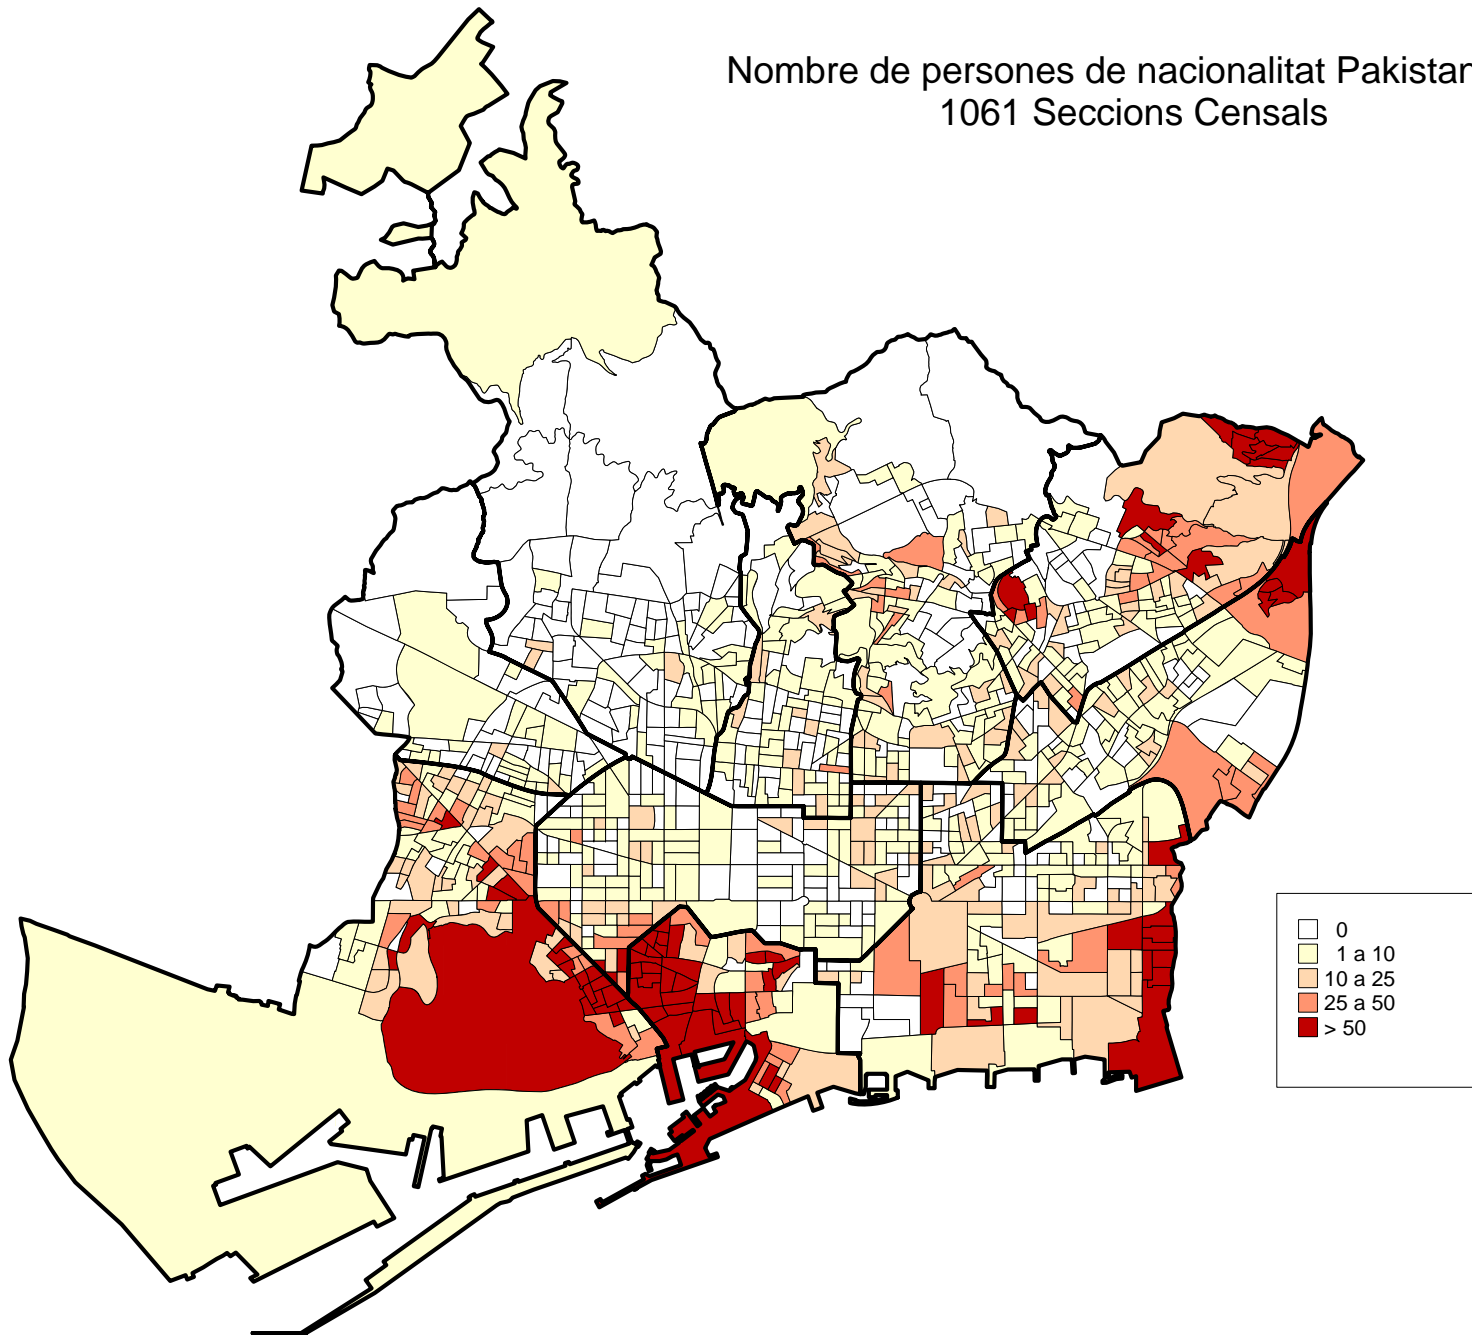 Nombre de persones de nacionalitat Pakistan
1061 Seccions Censals
0
1 a 10
10 a 25
25 a 50
> 50